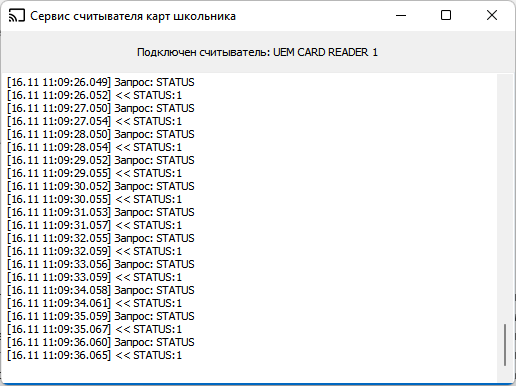 Сервис считывателя карт школьника
Подключен считыватель: UEM CARD READER 1
[16.11 11:09:26.049] Запрос: STATUS
[16.11 11:09:26.052] << STATUS:1
[16.11 11:09:27.050] Запрос: STATUS
[16.11 11:09:27.054] << STATUS:1
[16.11 11:09:28.050] Запрос: STATUS
[16.11 11:09:28.054] << STATUS:1
[16.11 11:09:29.052] Запрос: STATUS
[16.11 11:09:29.055] << STATUS:1
[16.11 11:09:30.052] Запрос: STATUS
[16.11 11:09:30.055] << STATUS:1
[16.11 11:09:31.053] Запрос: STATUS
[16.11 11:09:31.057] << STATUS:1
[16.11 11:09:32.055] Запрос: STATUS
[16.11 11:09:32.059] << STATUS:1
[16.11 11:09:33.056] Запрос: STATUS
[16.11 11:09:33.059] << STATUS:1
[16.11 11:09:34.058] Запрос: STATUS
[16.11 11:09:34.061] << STATUS:1
[16.11 11:09:35.059] Запрос: STATUS
[16.11 11:09:35.067] << STATUS:1
[16.11 11:09:36.060] Запрос: STATUS
[16.11 11:09:36.065] << STATUS:1